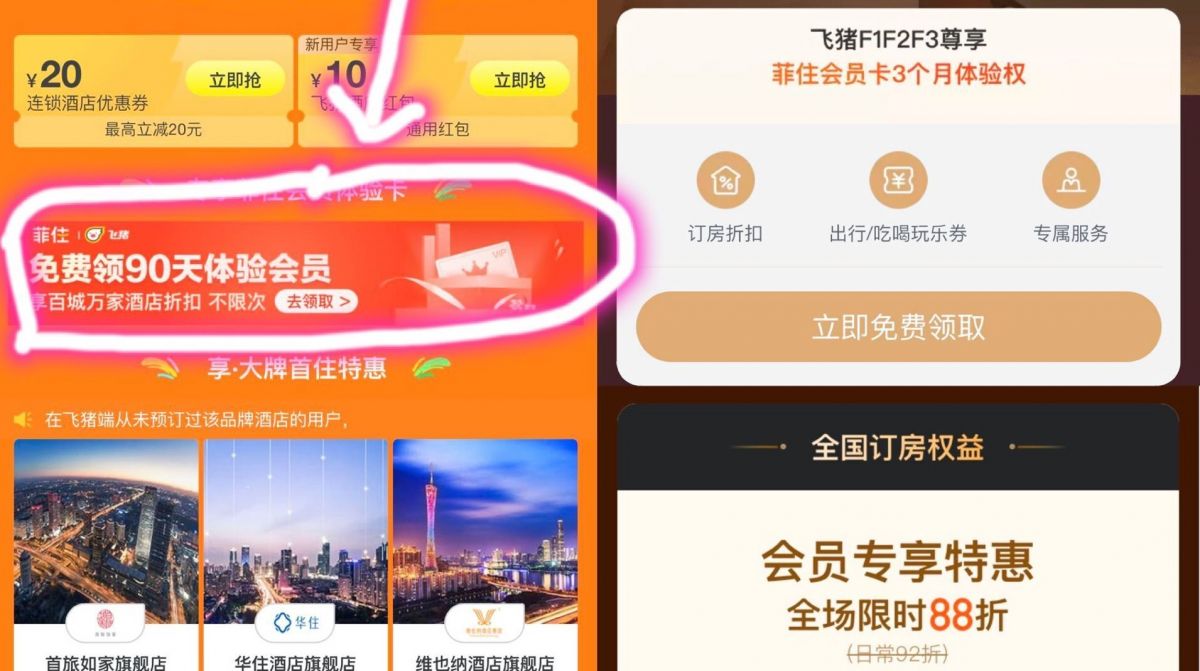 ¥20
立即抢
连锁酒店优惠券
最高立减20元
新用户专享
¥10
立即抢
通用红包
专享菲住会员体验卡
菲住 | 飞猪
免费领90天体验会员
享百城万家酒店折扣 不限次
去领取 >
VIP
享·大牌首住特惠
在飞猪端从未预订过该品牌酒店的用户,
华住
首旅如家旗舰店
华住酒店旗舰店
维也纳酒店旗舰店
飞猪F1F2F3尊享
菲住会员卡3个月体验权
订房折扣
出行/吃喝玩乐券
专属服务
立即免费领取
全国订房权益
会员专享特惠
全场限时88折
(日常92折)